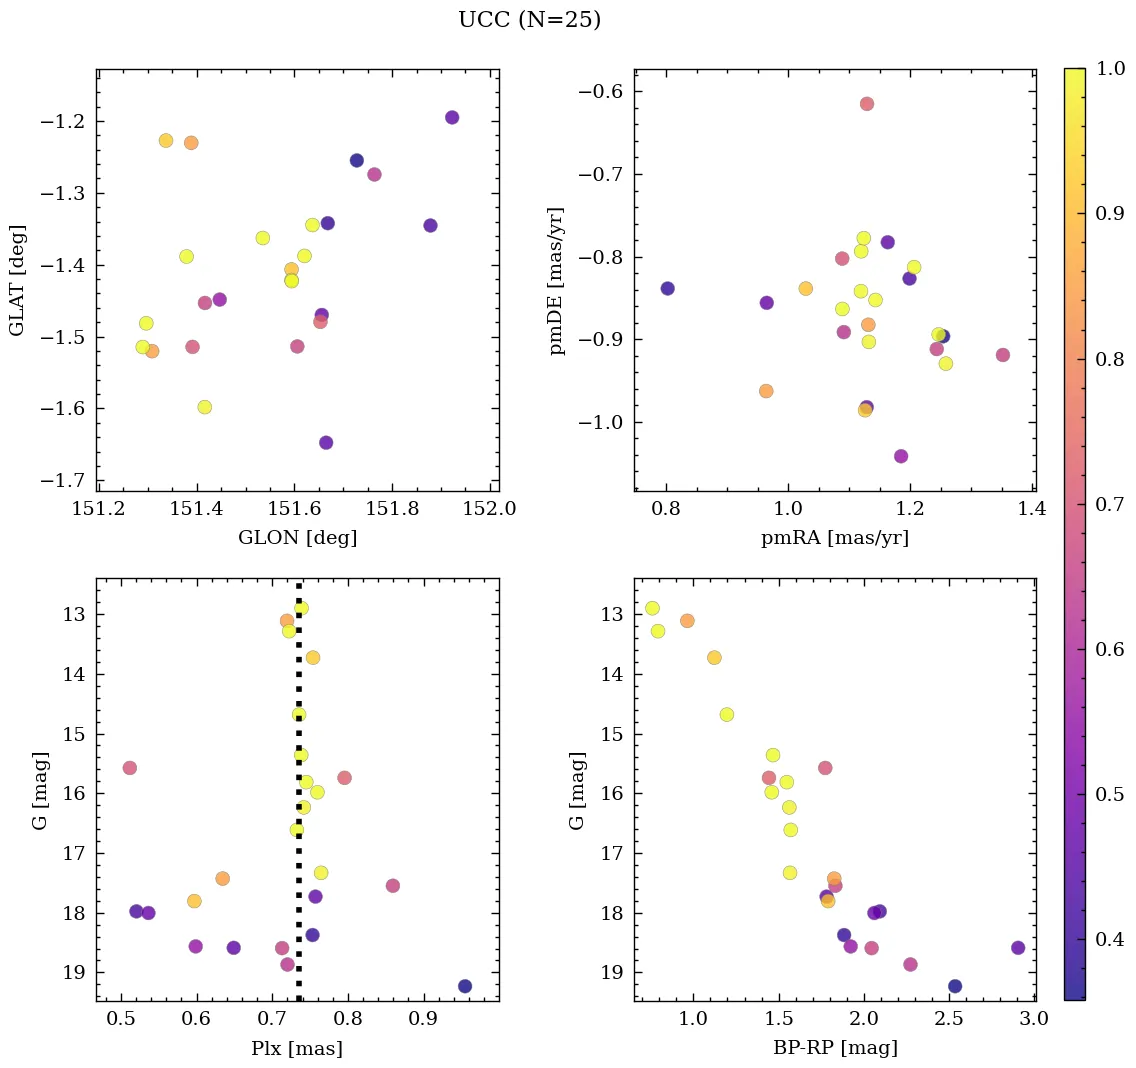 UCC (N=25)
−1.2
−1.3
−1.4
−1.5
−1.6
−1.7
GLAT [deg]
151.2 151.4 151.6 151.8 152.0
GLON [deg]
−0.6
−0.7
−0.8
−0.9
−1.0
pmDE [mas/yr]
0.8 1.0 1.2 1.4
pmRA [mas/yr]
13
14
15
16
17
18
19
G [mag]
0.5 0.6 0.7 0.8 0.9
Plx [mas]
13
14
15
16
17
18
19
G [mag]
1.0 1.5 2.0 2.5 3.0
BP-RP [mag]
1.0
0.9
0.8
0.7
0.6
0.5
0.4